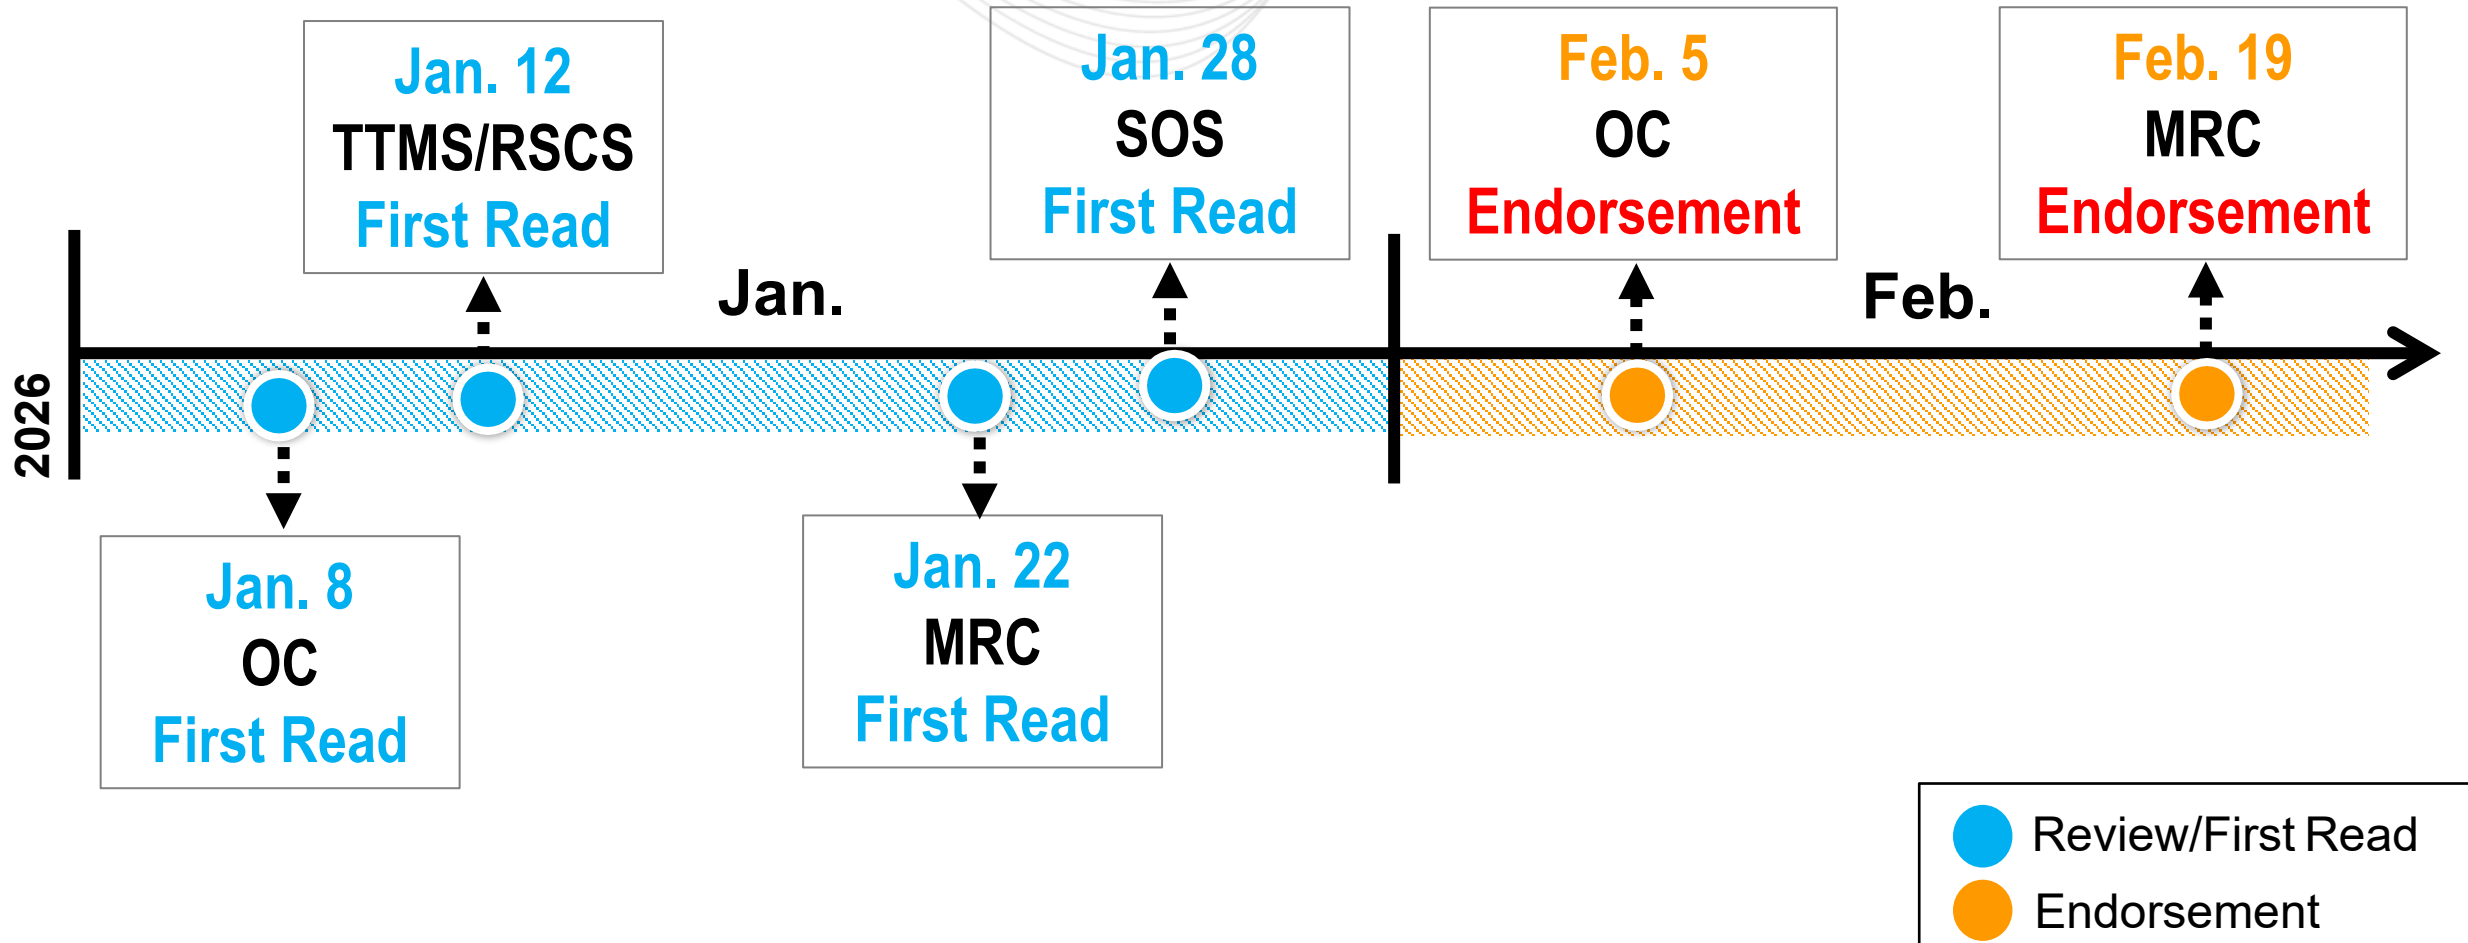 Jan. 12
TTMS/RSCS
First Read
Jan. 28
SOS
First Read
Feb. 5
OC
Endorsement
Feb. 19
MRC
Endorsement
Jan.
Feb.
2026
Jan. 8
OC
First Read
Jan. 22
MRC
First Read
Review/First Read
Endorsement